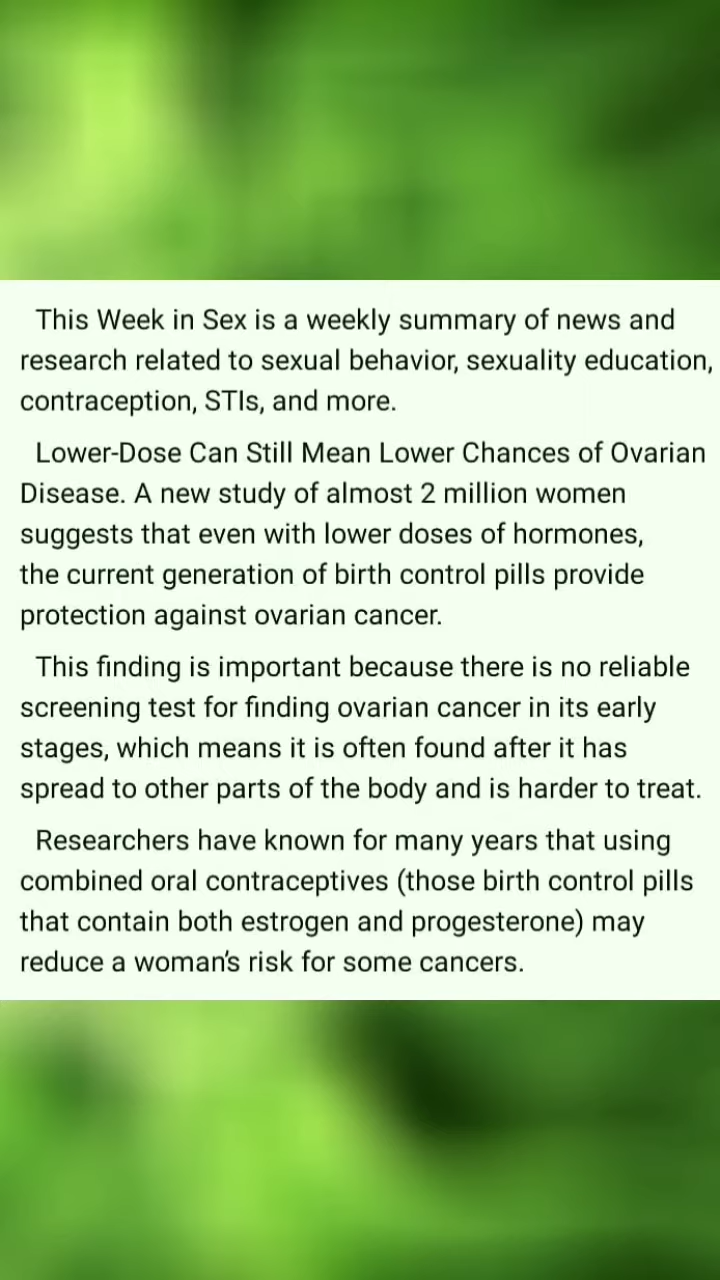 This Week in Sex is a weekly summary of news and
research related to sexual behavior, sexuality education,
contraception, STIs, and more.
Lower-Dose Can Still Mean Lower Chances of Ovarian
Disease. A new study of almost 2 million women
suggests that even with lower doses of hormones,
the current generation of birth control pills provide
protection against ovarian cancer.
This finding is important because there is no reliable
screening test for finding ovarian cancer in its early
stages, which means it is often found after it has
spread to other parts of the body and is harder to treat.
Researchers have known for many years that using
combined oral contraceptives (those birth control pills
that contain both estrogen and progesterone) may
reduce a woman's risk for some cancers.